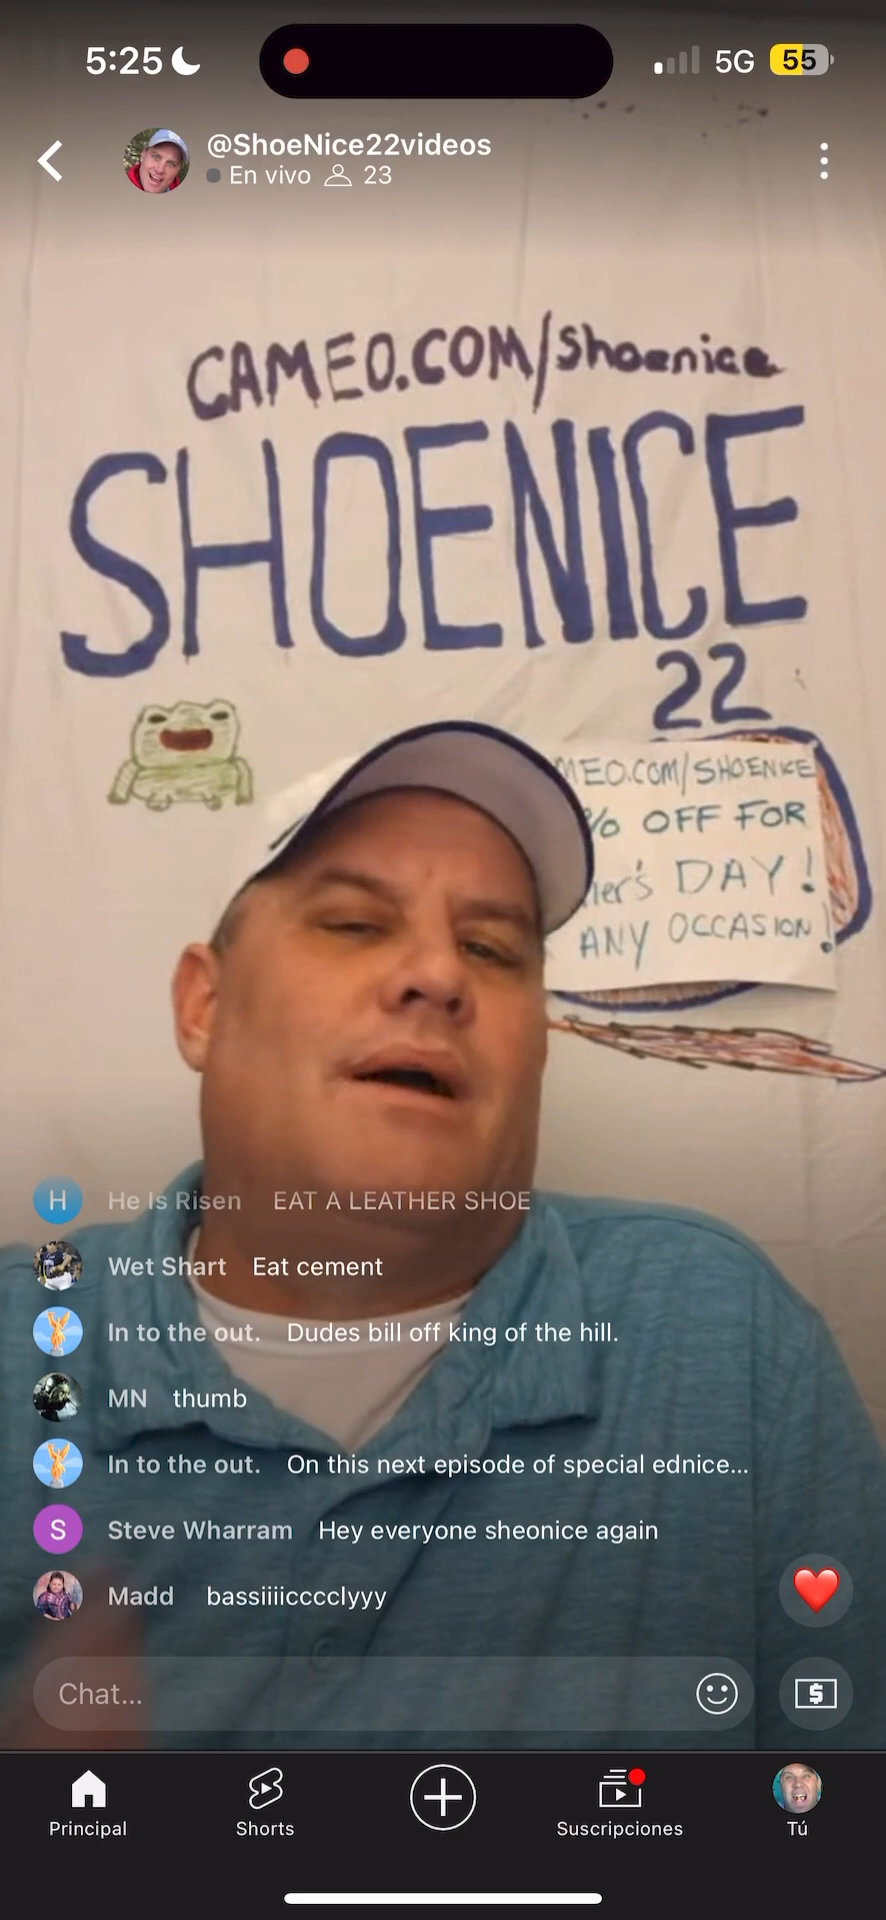 5:25
5G
55
@ShoeNice22videos
En vivo 23
CAMEO.COM/shoenice
SHOENICE
22
MEO.COM/SHOENICE
% OFF FOR
her's DAY!
ANY OCCASION!
H He Is Risen EAT A LEATHER SHOE
Wet Shart Eat cement
In to the out. Dudes bill off king of the hill.
MN thumb
In to the out. On this next episode of special ednice...
S Steve Wharram Hey everyone sheonice again
Madd bassiiiicccclyyy
Chat...
$
Principal
Shorts
Suscripciones
Tú